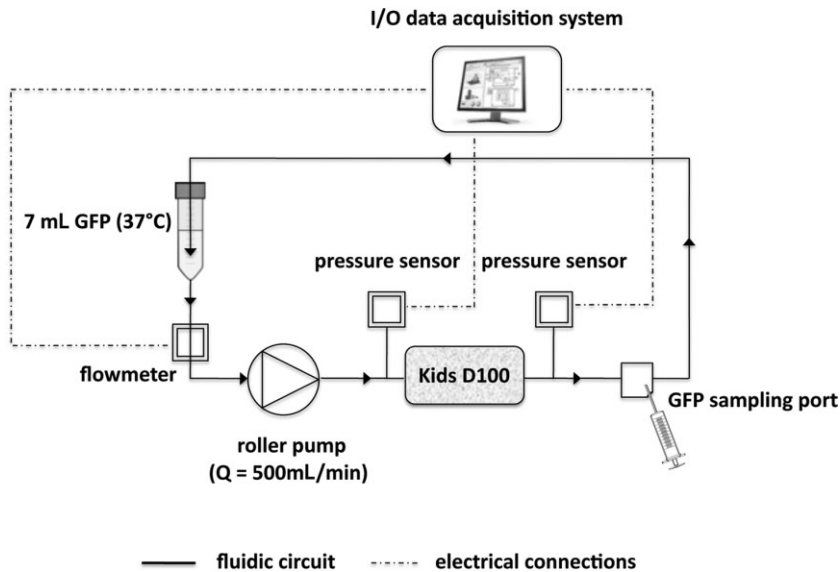 I/O data acquisition system
7 mL GFP (37°C)
pressure sensor
pressure sensor
flowmeter
Kids D100
GFP sampling port
roller pump
(Q = 500mL/min)
fluidic circuit
electrical connections